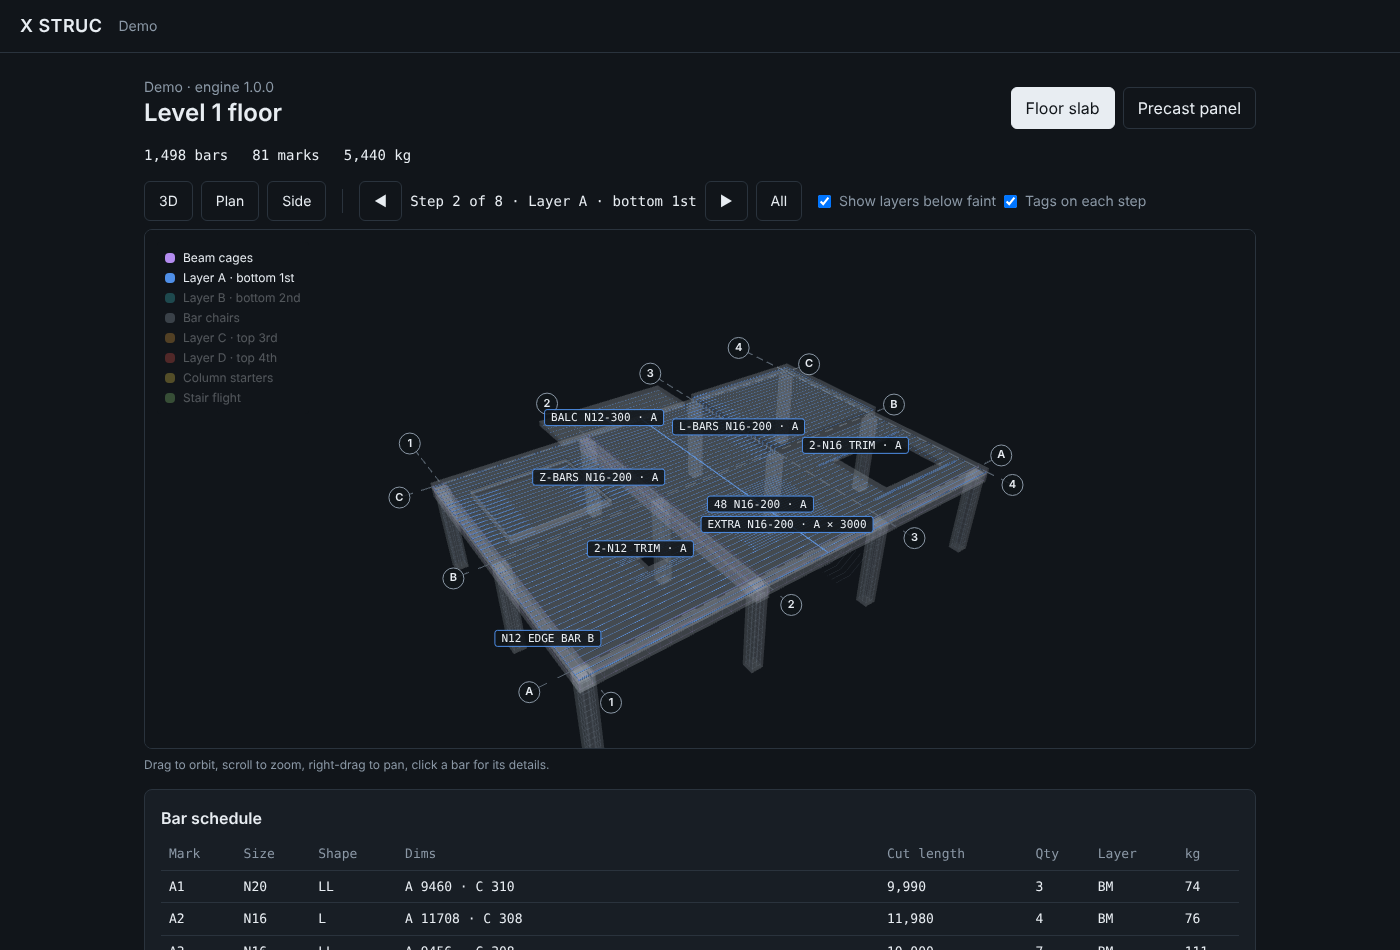 X STRUC Demo
Demo · engine 1.0.0
Level 1 floor
Floor slab Precast panel
1,498 bars 81 marks 5,440 kg
3D Plan Side ◀ Step 2 of 8 · Layer A · bottom 1st ▶ All Show layers below faint Tags on each step
Beam cages
Layer A · bottom 1st
Layer B · bottom 2nd
Bar chairs
Layer C · top 3rd
Layer D · top 4th
Column starters
Stair flight
4
C
3
2
B
BALC N12-300 · A
L-BARS N16-200 · A
1
2-N16 TRIM · A
A
Z-BARS N16-200 · A
4
C
48 N16-200 · A
EXTRA N16-200 · A × 3000
3
2-N12 TRIM · A
B
2
N12 EDGE BAR B
A
1
Drag to orbit, scroll to zoom, right-drag to pan, click a bar for its details.
Bar schedule
Mark Size Shape Dims Cut length Qty Layer kg
A1 N20 LL A 9460 · C 310 9,990 3 BM 74
A2 N16 L A 11708 · C 308 11,980 4 BM 76